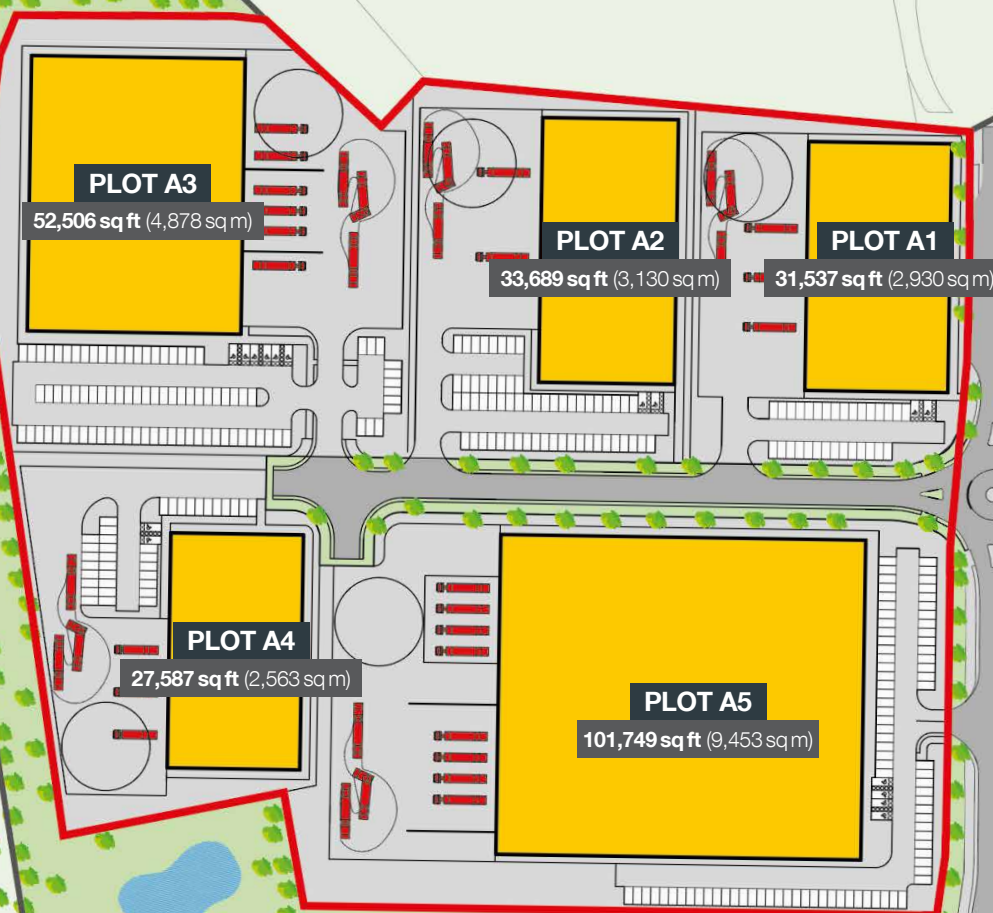 PLOT A3
52,506 sq ft (4,878 sq m)
PLOT A2
33,689 sq ft (3,130 sq m)
PLOT A1
31,537 sq ft (2,930 sq m)
PLOT A4
27,587 sq ft (2,563 sq m)
PLOT A5
101,749 sq ft (9,453 sq m)